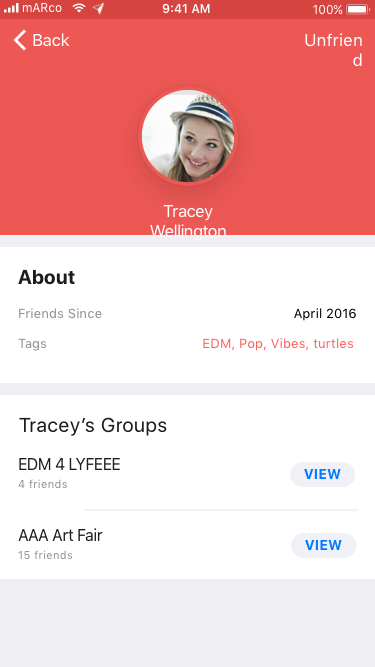 mARco 9:41 AM 100%
Back Unfrien
d
Tracey
Wellington
About
Friends Since April 2016
Tags EDM, Pop, Vibes, turtles
Tracey’s Groups
EDM 4 LYFEEE
4 friends
VIEW
AAA Art Fair
15 friends
VIEW